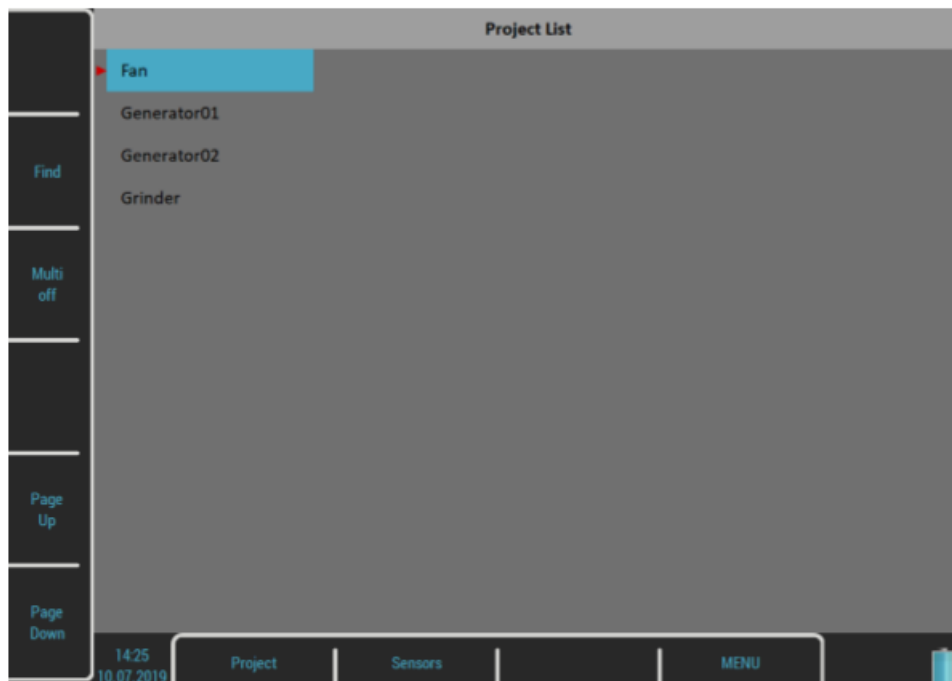 Project List
Fan
Generator01
Generator02
Grinder
Find
Multi
off
Page
Up
Page
Down
14:25
10.07.2019
Project
Sensors
MENU